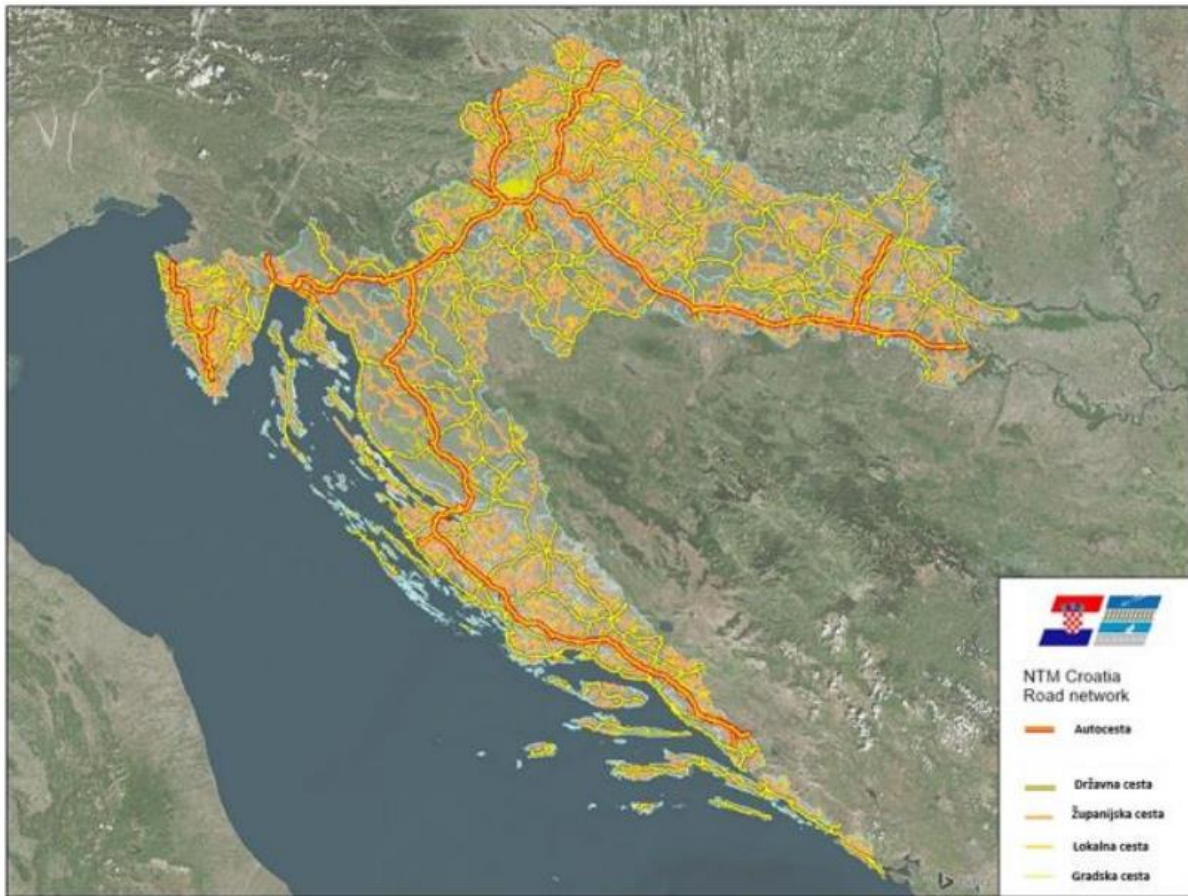 NTM Croatia
Road network
Autocesta
Državna cesta
Županijska cesta
Lokalna cesta
Gradska cesta